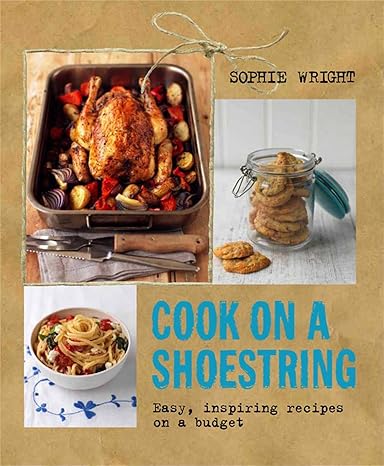 SOPHIE WRIGHT
COOK ON A
SHOESTRING
Easy, inspiring recipes
on a budget